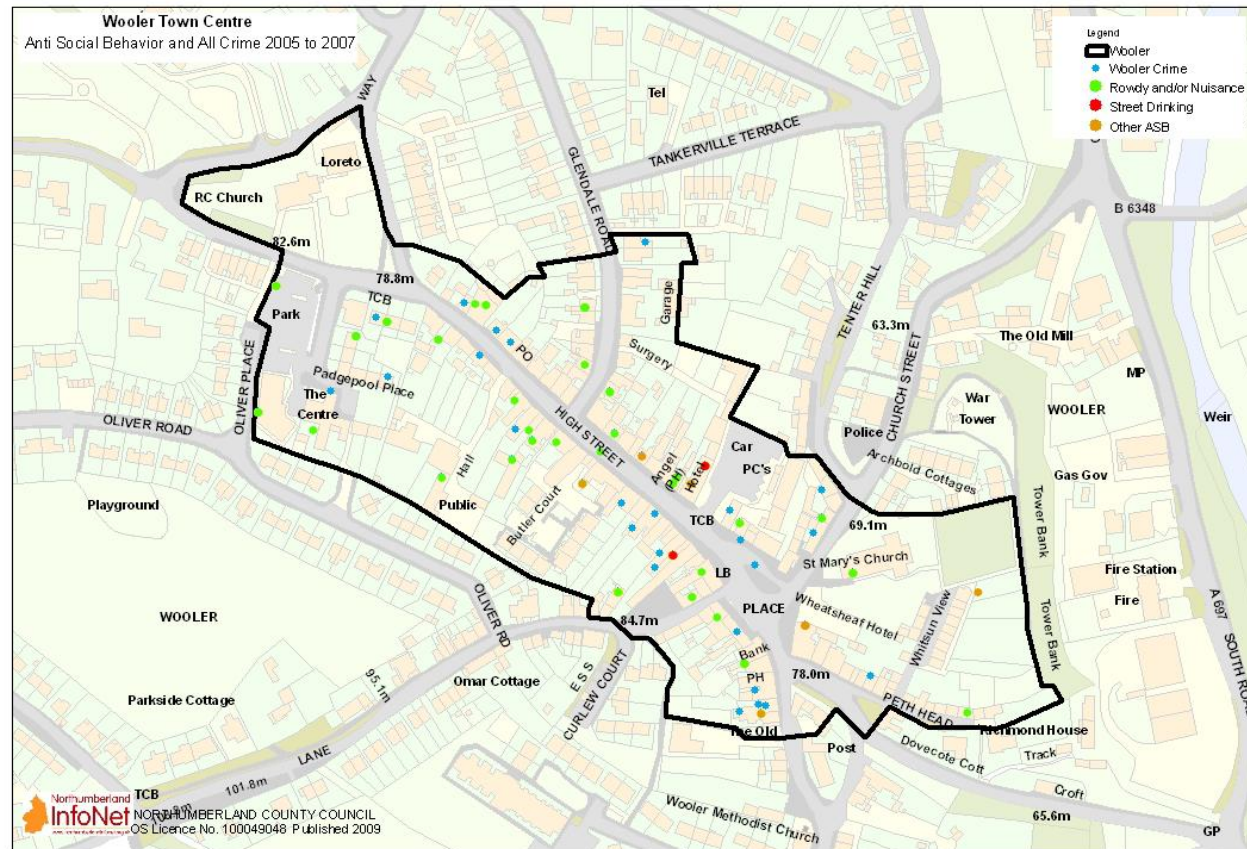 Wooler Town Centre
Anti Social Behavior and All Crime 2005 to 2007
Legend
Wooler
Wooler Crime
Rowdy and/or Nuisance
Street Drinking
Other ASB
WAY
Loreto
RC Church
82.6m
78.8m
TCB
Park
Padgepool Place
The
Centre
OLIVER PLACE
OLIVER ROAD
Playground
PO
HIGH STREET
GLENDALE ROAD
Tel
TANKERVILLE TERRACE
Garage
Surgery
TENTER HILL
63.3m
CHURCH STREET
B 6348
The Old Mill
MP
War
Tower
WOOLER
Weir
Police
Gas Gov
Archbold Cottages
Car
PC's
Angel
(PH)
Hotel
Hall
Public
Butler Court
TCB
69.1m
Tower Bank
Tower Bank
St Mary's Church
Fire Station
Fire
A 697
SOUTH ROAD
LB
PLACE
Wheatsheaf Hotel
Whitsun View
WOOLER
OLIVER RD
84.7m
Bank
PH
78.0m
PETH HEAD
Parkside Cottage
95.1m
Omar Cottage
E S S
CURLEW COURT
The Old
Post
Richmond House
Dovecote Cott
Track
Croft
LANE
101.8m
TCB
Wooler Methodist Church
65.6m
GP
Northumberland
InfoNet
NORTHUMBERLAND COUNTY COUNCIL
OS Licence No. 100049048 Published 2009